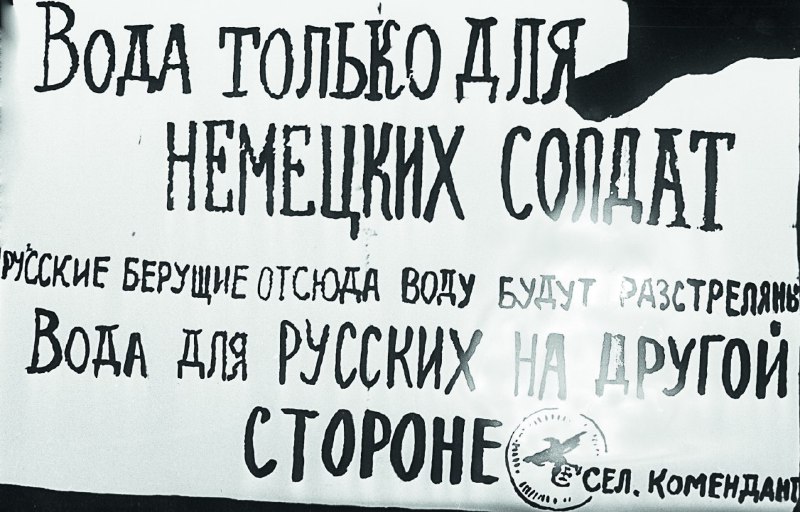 Вода только для
немецких солдат
русские берущие отсюда воду будут разстреляны
Вода для русских на другой
стороне
сел. комендант